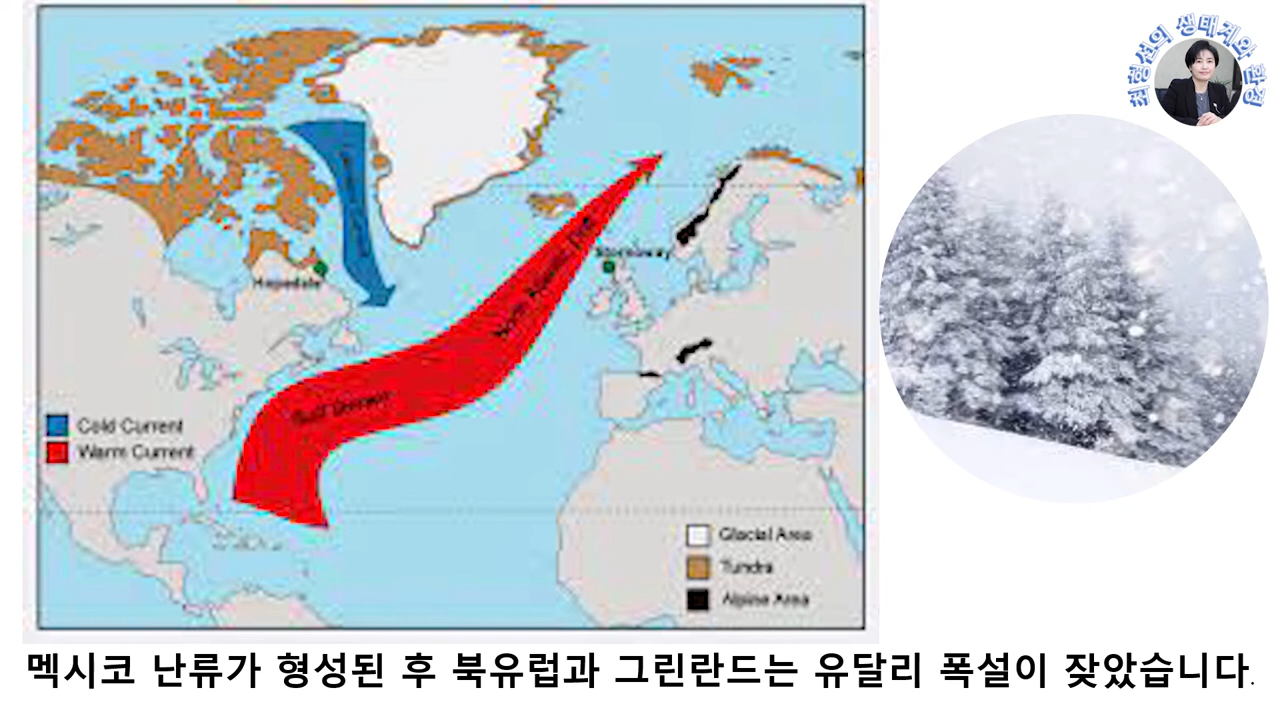 최형선의 생태계와 환경
Stornoway
North Atlantic Drift
Hopedale
Gulf Stream
Cold Current
Warm Current
Glacial Area
Tundra
Alpine Area
멕시코 난류가 형성된 후 북유럽과 그린란드는 유달리 폭설이 잦았습니다.